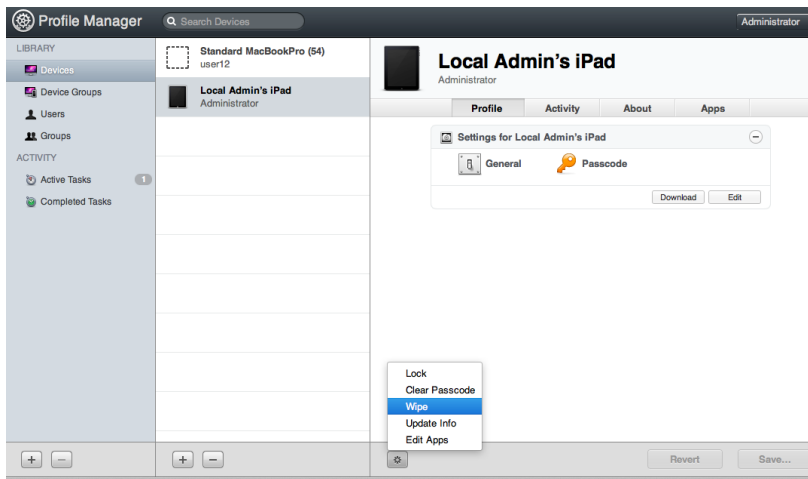 Profile Manager
Search Devices
Administrator
LIBRARY
Devices
Device Groups
Users
Groups
ACTIVITY
Active Tasks
1
Completed Tasks
Standard MacBookPro (54)
user12
Local Admin's iPad
Administrator
Local Admin's iPad
Administrator
Profile Activity About Apps
Settings for Local Admin's iPad
General Passcode
Download Edit
Lock
Clear Passcode
Wipe
Update Info
Edit Apps
Revert Save...